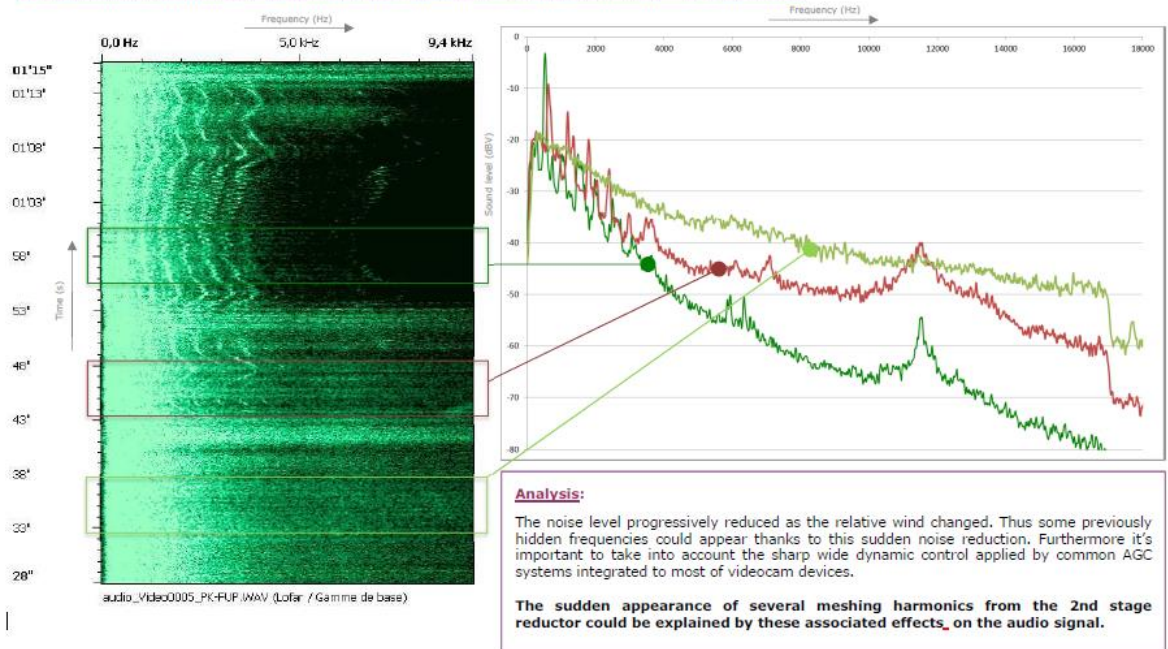 Frequency (Hz)
0,0 Hz 5,0 kHz 9,4 kHz
01'15"
01'13"
01'08"
01'03"
58"
53"
48"
43"
38"
33"
28"
Time (s)
audio_Video0005_PK-FUP.WAV (Lofar / Gamme de base)
Frequency (Hz)
0 2000 4000 6000 8000 10000 12000 14000 16000 18000
0
-10
-20
-30
-40
-50
-60
-70
-80
Sound level (dBV)
Analysis:
The noise level progressively reduced as the relative wind changed. Thus some previously
hidden frequencies could appear thanks to this sudden noise reduction. Furthermore it's
important to take into account the sharp wide dynamic control applied by common AGC
systems integrated to most of videocam devices.
The sudden appearance of several meshing harmonics from the 2nd stage
reductor could be explained by these associated effects on the audio signal.